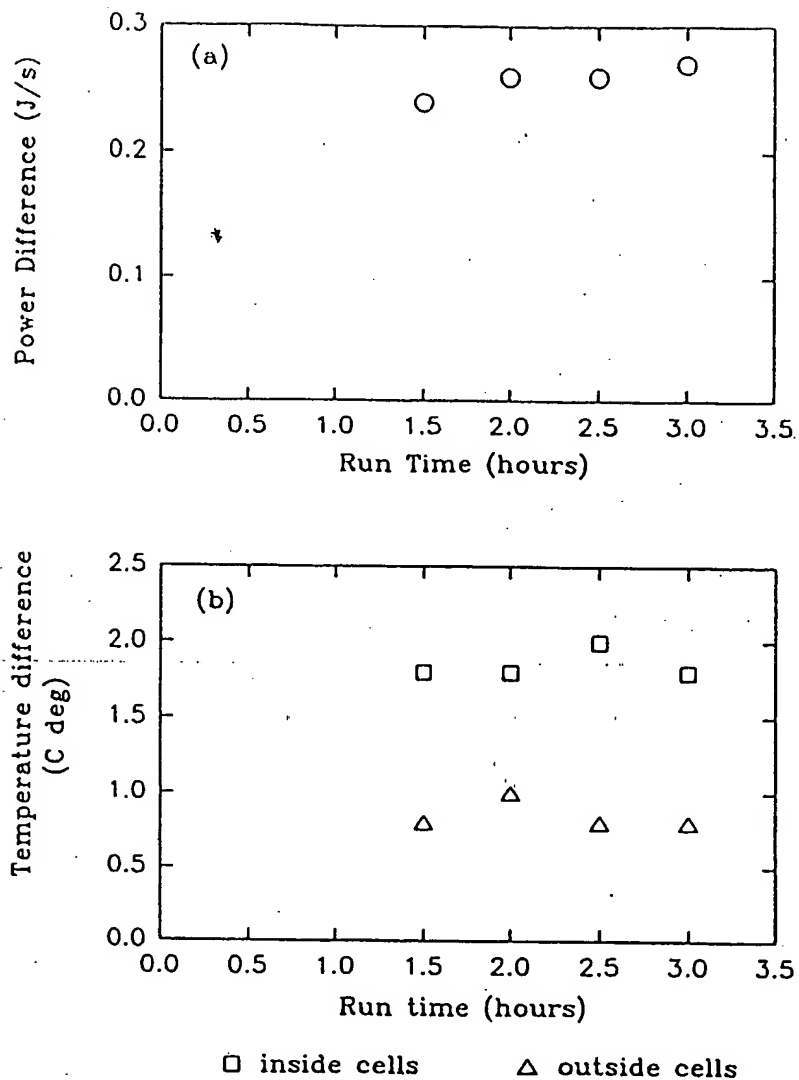 0.3
(a)
0.2
0.1
0.0
Power Difference (J/s)
0.0 0.5 1.0 1.5 2.0 2.5 3.0 3.5
Run Time (hours)
2.5
(b)
2.0
1.5
1.0
0.5
0.0
Temperature difference
(C deg)
0.0 0.5 1.0 1.5 2.0 2.5 3.0 3.5
Run time (hours)
inside cells
outside cells